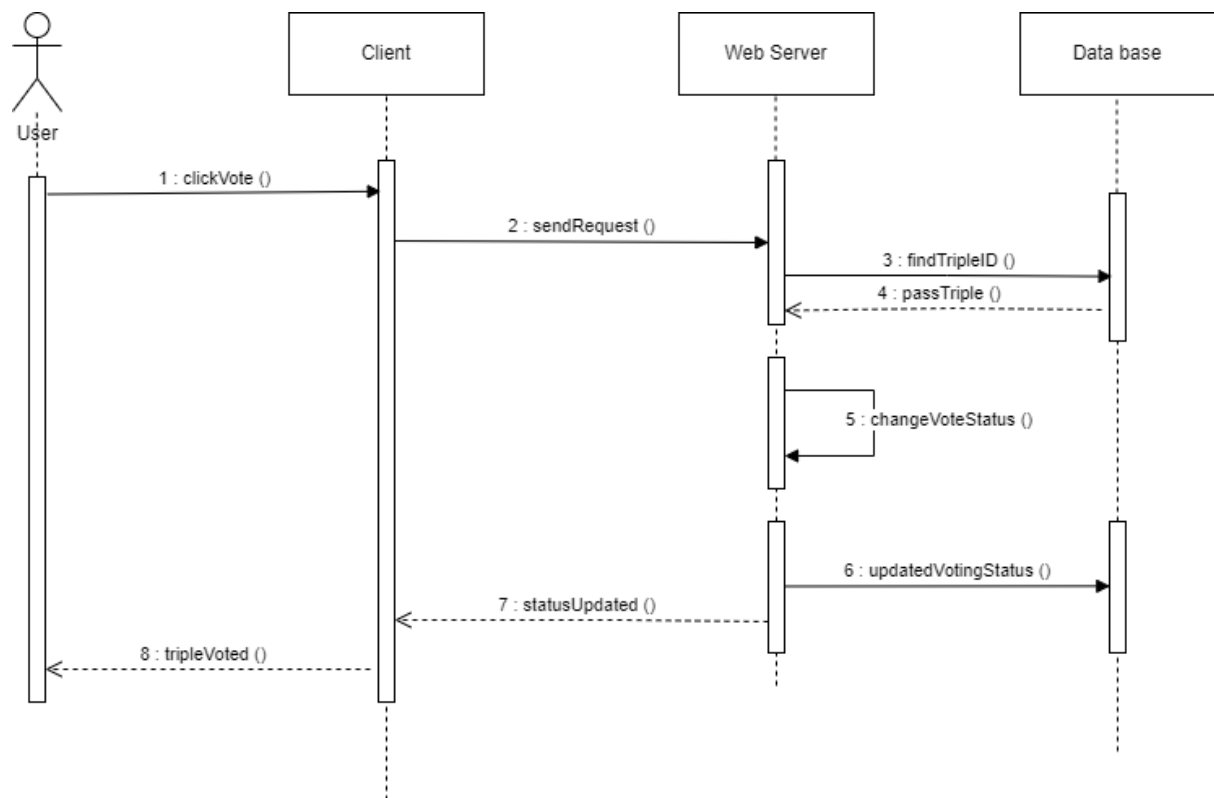 Client
Web Server
Data base
User
1 : clickVote ()
2 : sendRequest ()
3 : findTripleID ()
4 : passTriple ()
5 : changeVoteStatus ()
6 : updatedVotingStatus ()
7 : statusUpdated ()
8 : tripleVoted ()